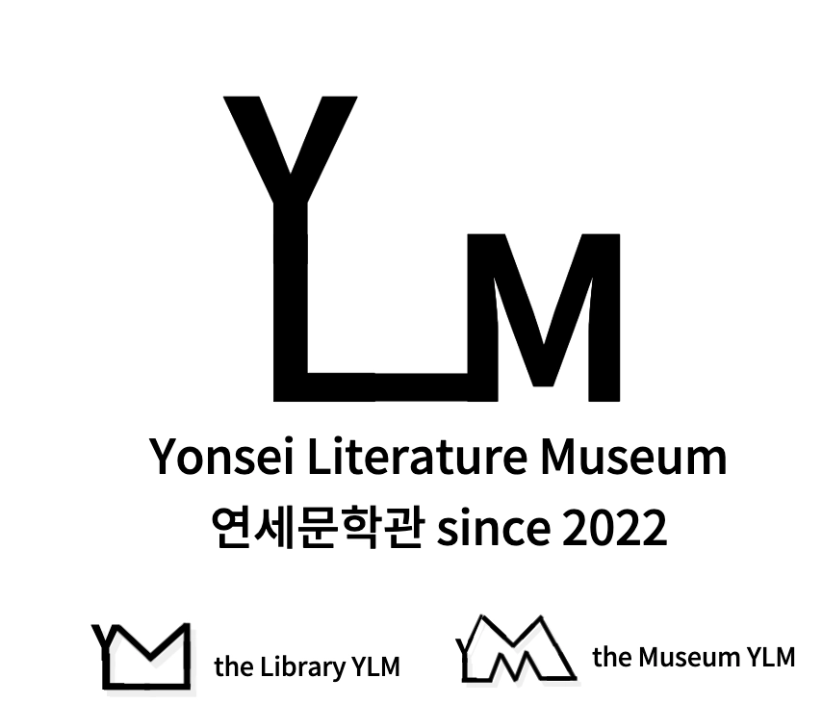 YLM
Yonsei Literature Museum
연세문학관 since 2022
the Library YLM
the Museum YLM